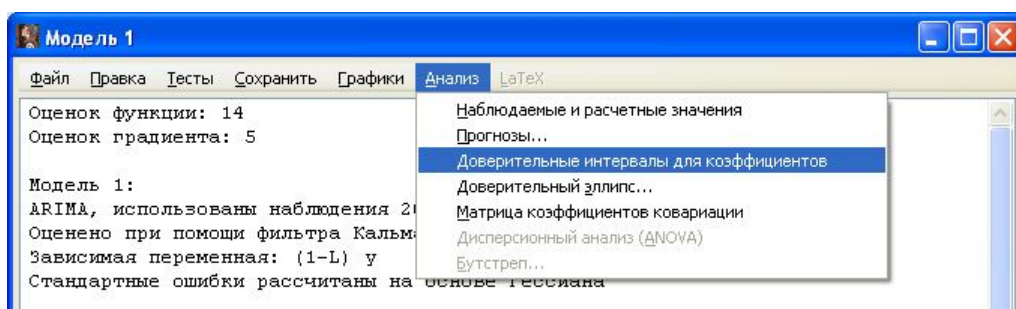 Модель 1
Файл Правка Тесты Сохранить Графики Анализ LaTeX
Оценок функции: 14
Оценок градиента: 5
Модель 1:
ARIMA, использованы наблюдения
Оценено при помощи фильтра
Зависимая переменная: (1-L) y
Стандартные ошибки рассчитаны на основе Гессиана
Наблюдаемые и расчетные значения
Прогнозы...
Доверительные интервалы для коэффициентов
Доверительный эллипс...
Матрица коэффициентов ковариации
Дисперсионный анализ (ANOVA)
Бутстреп...